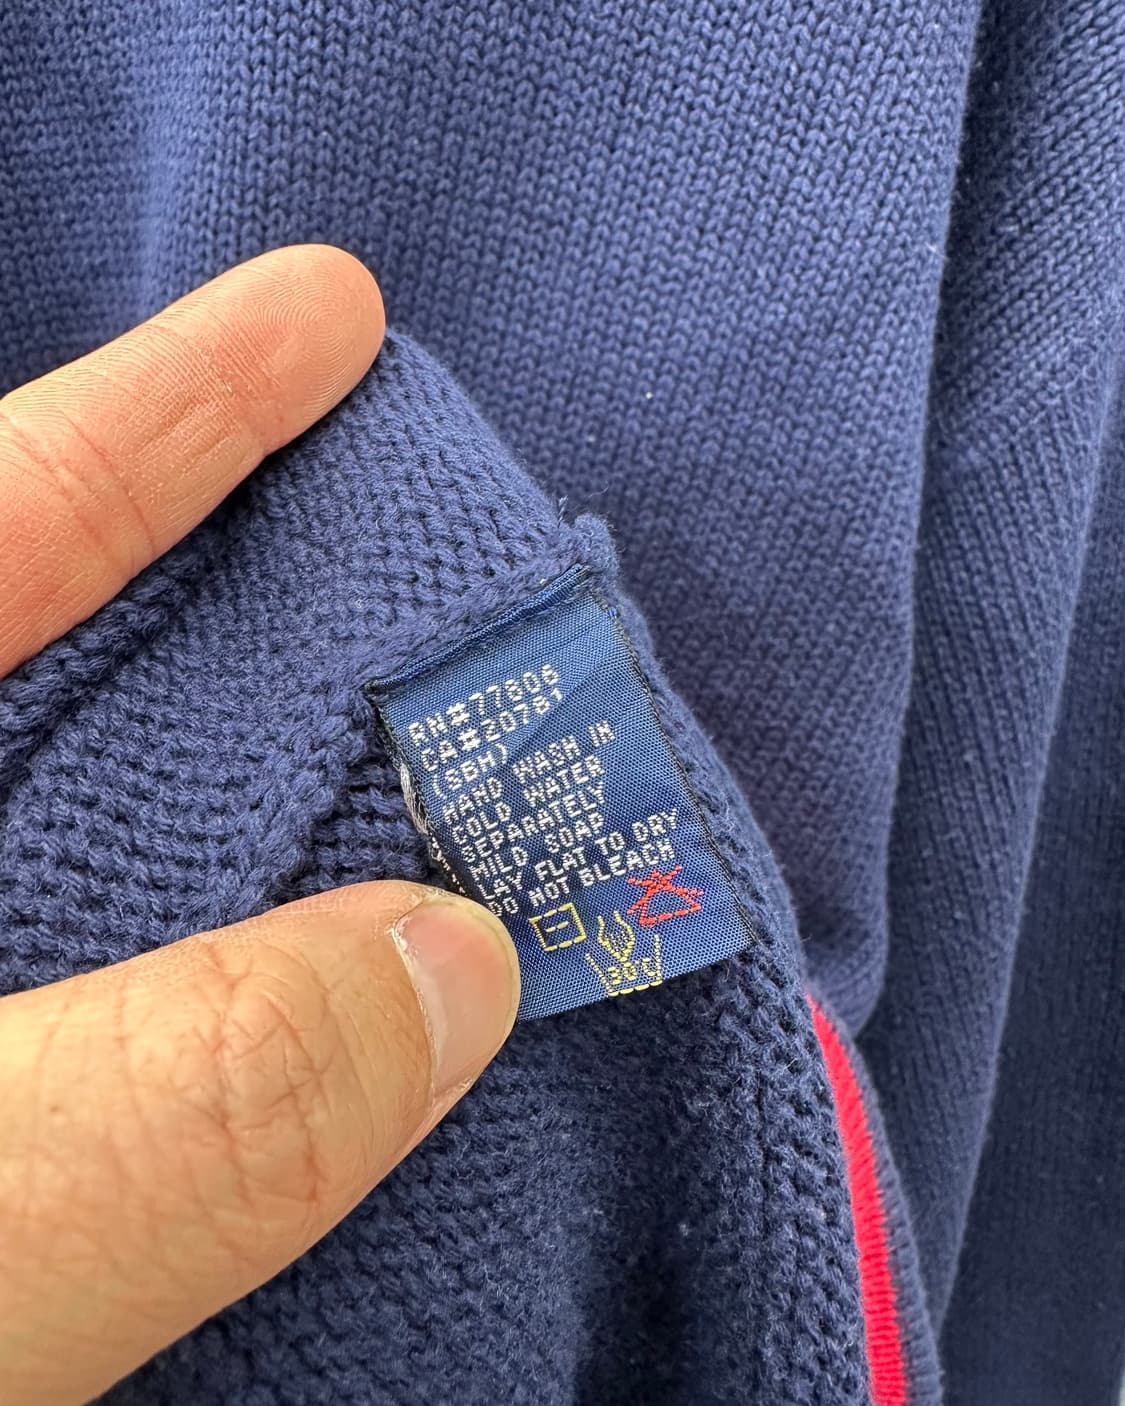 RN#77806
CA#20781
(SBH)
HAND WASH IN
COLD WATER
SEPARATELY
MILD SOAP
LAY FLAT TO DRY
DO NOT BLEACH
30C